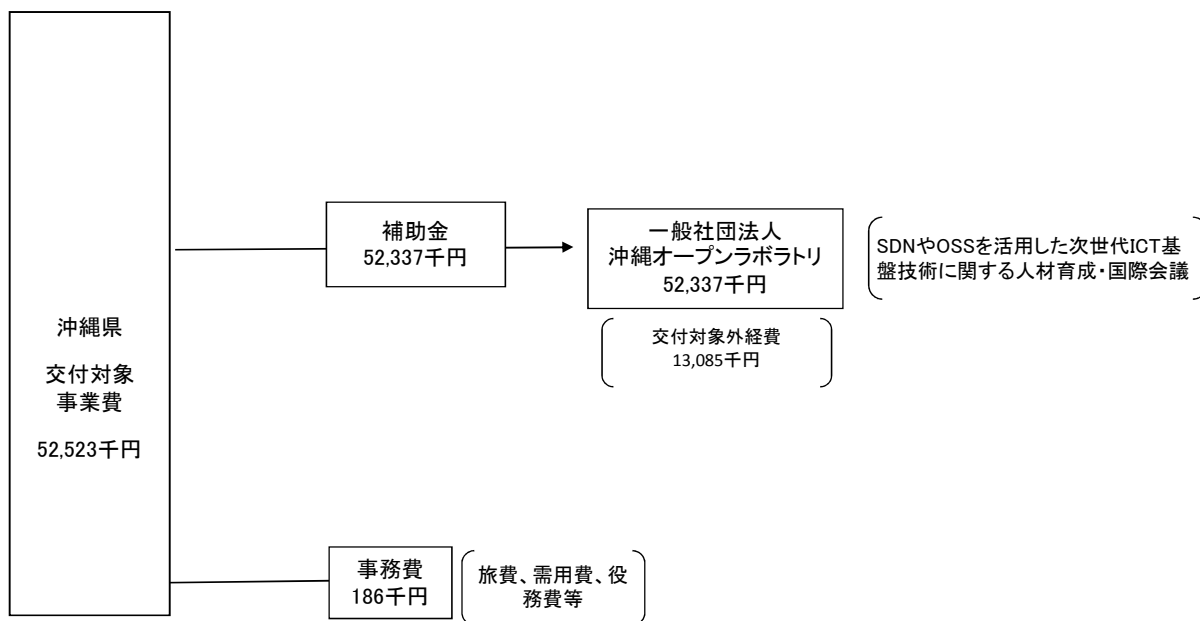 沖縄県
交付対象
事業費
52,523千円
補助金
52,337千円
一般社団法人
沖縄オープンラボラトリ
52,337千円
SDNやOSSを活用した次世代ICT基
盤技術に関する人材育成・国際会議
交付対象外経費
13,085千円
事務費
186千円
旅費、需用費、役
務費等